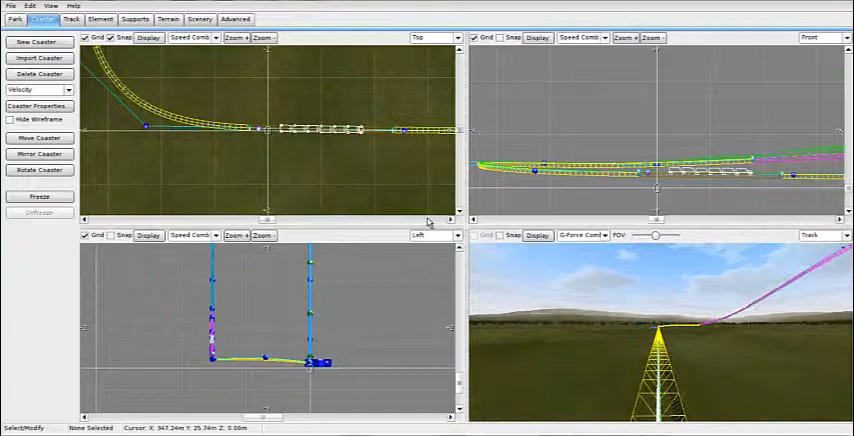 File Edit View Help
Park Coaster Track Element Supports Terrain Scenery Advanced
New Coaster
Import Coaster
Delete Coaster
Velocity
Coaster Properties...
Hide Wireframe
Move Coaster
Mirror Coaster
Rotate Coaster
Freeze
Unfreeze
Grid Snap Display Speed Comb Zoom + Zoom - Top
Grid Snap Display Speed Comb Zoom + Zoom - Front
Grid Snap Display Speed Comb Zoom + Zoom - Left
Grid Snap Display G-Force Comb FOV Track
Select/Modify None Selected Cursor: X: 347.24m Y: 25.74m Z: 0.00m